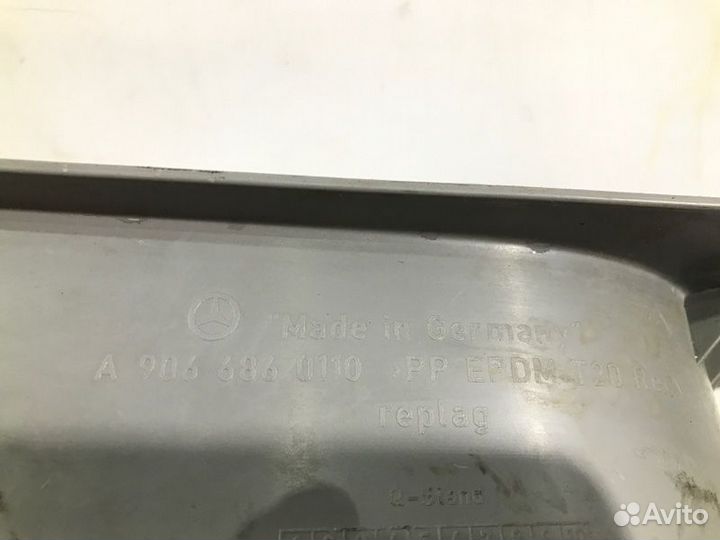 "Made in Germany"
A 906 686 0110 >PP EPDM-T20
replag
Q-Stand
Avito